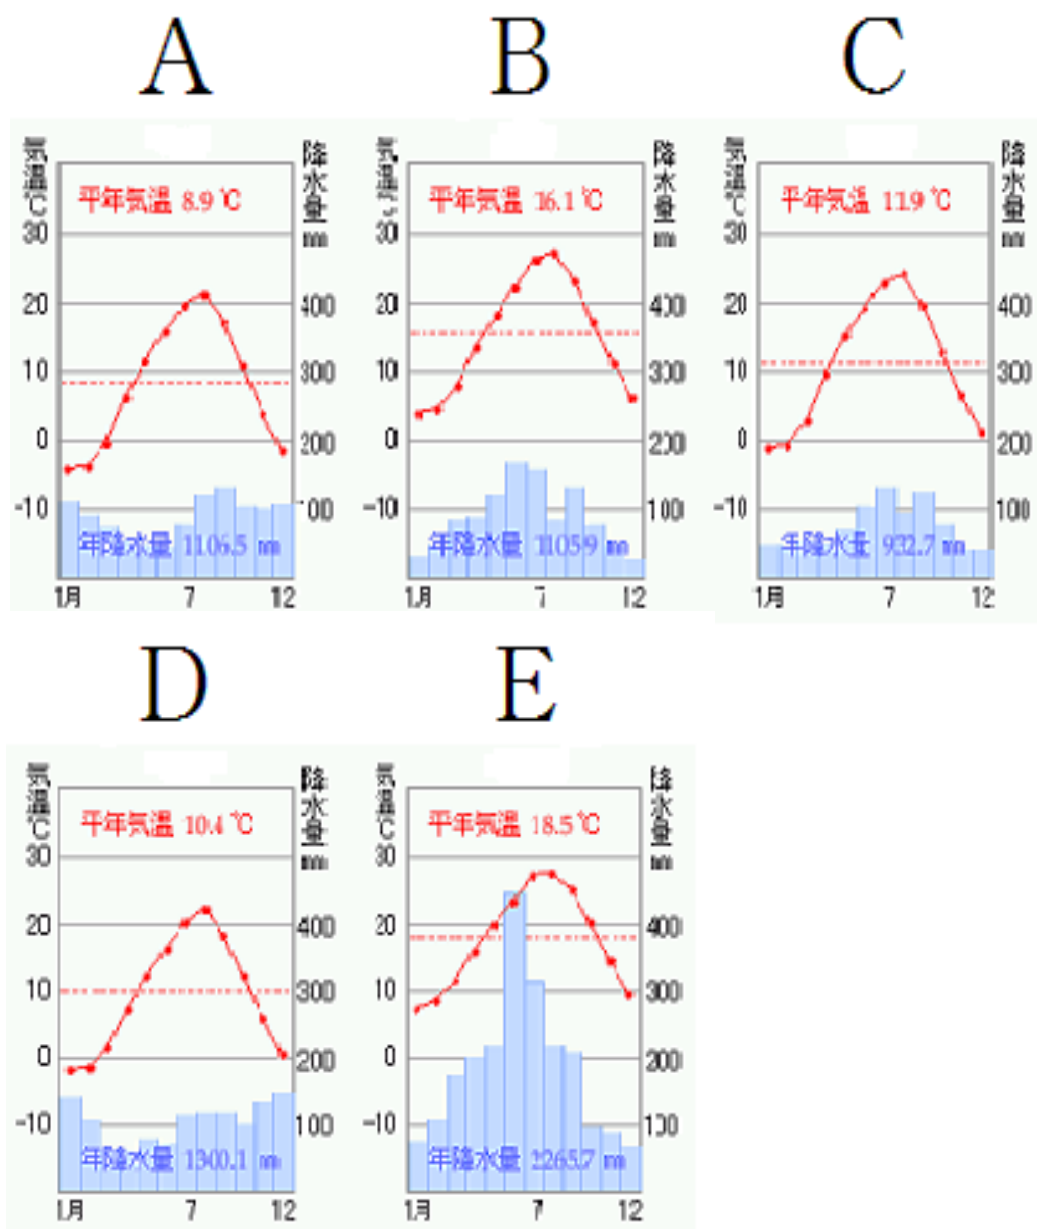 A
気温℃
降水量mm
平年気温 8.9 ℃
30
20
10
0
-10
400
300
200
100
年降水量 1106.5 mm
1月 7 12
B
気温℃
降水量mm
平年気温 16.1 ℃
30
20
10
0
-10
400
300
200
100
年降水量 1105.9 mm
1月 7 12
C
気温℃
降水量mm
平年気温 11.9 ℃
30
20
10
0
-10
400
300
200
100
年降水量 932.7 mm
1月 7 12
D
気温℃
降水量mm
平年気温 10.4 ℃
30
20
10
0
-10
400
300
200
100
年降水量 1300.1 mm
1月 7 12
E
気温℃
降水量mm
平年気温 18.5 ℃
30
20
10
0
-10
400
300
200
100
年降水量 2265.7 mm
1月 7 12